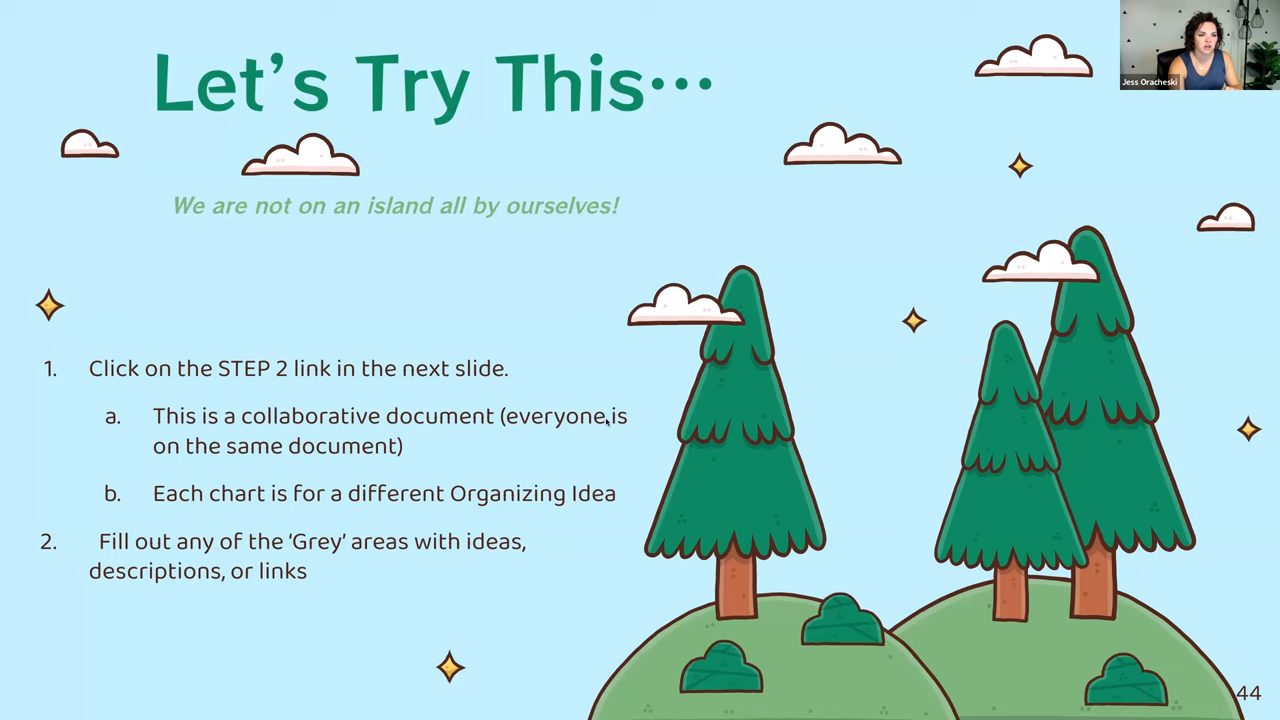 Let's Try This...
Jess Oracheski
We are not on an island all by ourselves!
1. Click on the STEP 2 link in the next slide.
a. This is a collaborative document (everyone is
on the same document)
b. Each chart is for a different Organizing Idea
2. Fill out any of the ‘Grey’ areas with ideas,
descriptions, or links
44